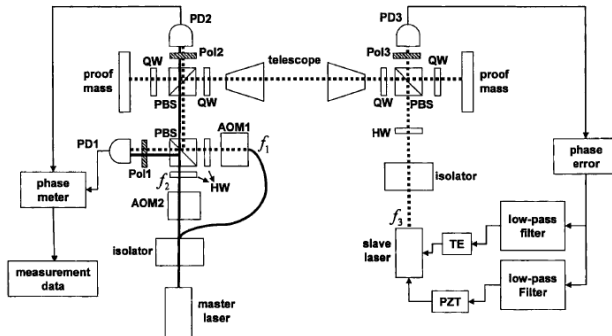 PD2
PD3
Pol2
Pol3
telescope
QW
QW
QW
QW
proof
mass
PBS
PBS
proof
mass
PBS
AOM1
f1
PD1
HW
phase
error
Pol1
f2
HW
isolator
phase
meter
AOM2
f3
low-pass
filter
isolator
slave
laser
TE
measurement
data
low-pass
Filter
PZT
master
laser